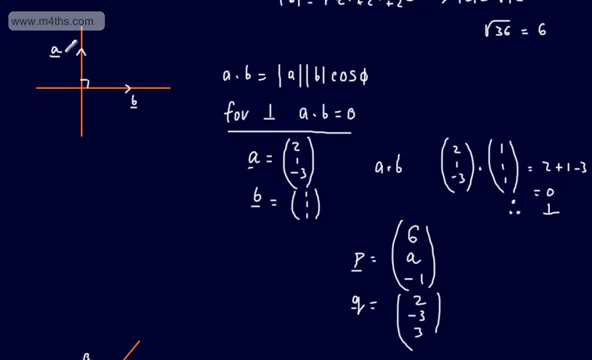 www.m4ths.com
√36 = 6
a
b
a · b = |a||b| cos φ
for ⊥ a · b = 0
a = (2 1 -3)
b = (1 1 1)
a · b (2 1 -3) · (1 1 1) = 2 + 1 - 3
= 0
∴ ⊥
p = (6 a -1)
q = (2 -3 3)
B